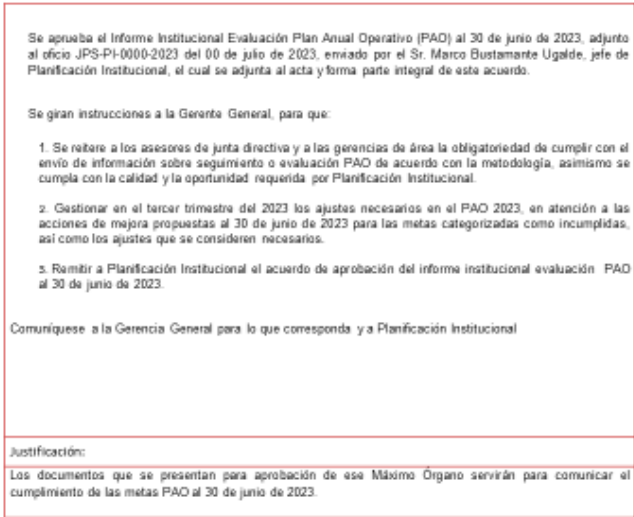 Se aprueba el Informe Institucional Evaluación Plan Anual Operativo (PAO) al 30 de junio de 2023, adjunto
al oficio JPS-PI-0000-2023 del 00 de julio de 2023, enviado por el Sr. Marco Bustamante Ugalde, jefe de
Planificación Institucional, el cual se adjunta al acta y forma parte integral de este acuerdo.
Se giran instrucciones a la Gerente General, para que:
1. Se reitere a los asesores de junta directiva y a las gerencias de área la obligatoriedad de cumplir con el
envío de información sobre seguimiento o evaluación PAO de acuerdo con la metodología, asimismo se
cumpla con la calidad y la oportunidad requerida por Planificación Institucional.
2. Gestionar en el tercer trimestre del 2023 los ajustes necesarios en el PAO 2023, en atención a las
acciones de mejora propuestas al 30 de junio de 2023 para las metas categorizadas como incumplidas,
así como los ajustes que se consideren necesarios.
3. Remitir a Planificación Institucional el acuerdo de aprobación del informe institucional evaluación PAO
al 30 de junio de 2023.
Comuníquese a la Gerencia General para lo que corresponda y a Planificación Institucional
Justificación:
Los documentos que se presentan para aprobación de ese Máximo Órgano servirán para comunicar el
cumplimiento de las metas PAO al 30 de junio de 2023.